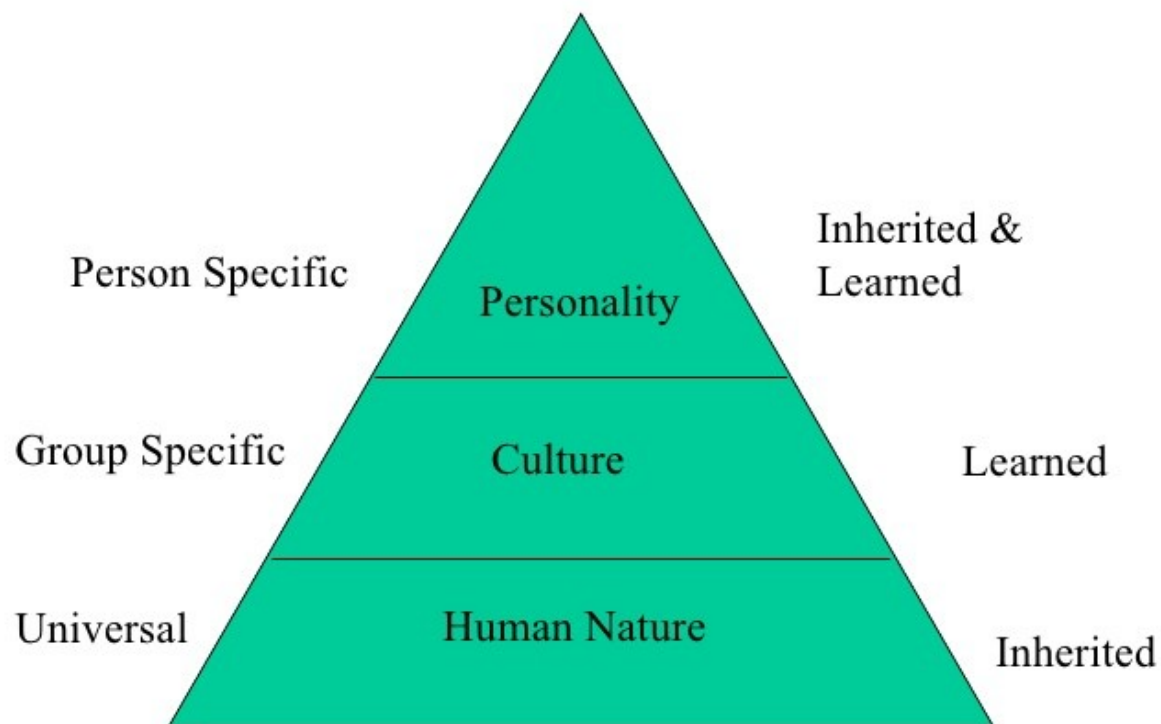 Person Specific
Personality
Inherited &
Learned
Group Specific
Culture
Learned
Universal
Human Nature
Inherited